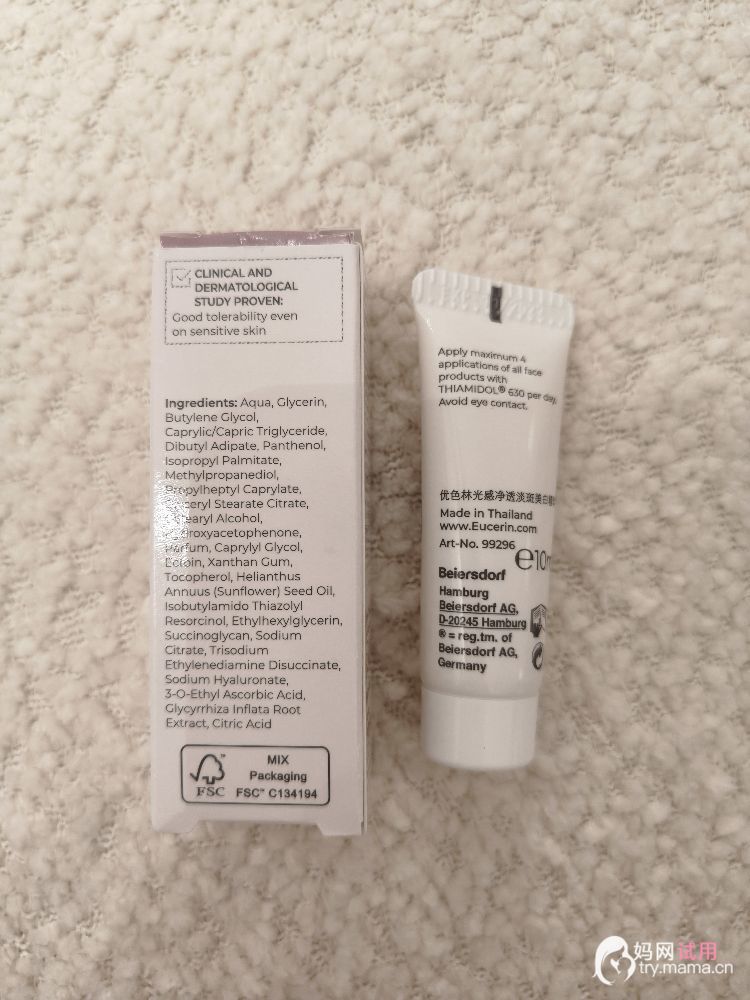 CLINICAL AND
DERMATOLOGICAL
STUDY PROVEN:
Good tolerability even
on sensitive skin
Ingredients: Aqua, Glycerin,
Butylene Glycol,
Caprylic/Capric Triglyceride,
Dibutyl Adipate, Panthenol,
Isopropyl Palmitate,
Methylpropanediol,
Propylheptyl Caprylate,
Glyceryl Stearate Citrate,
Alcohol,
Parfum, Caprylyl Glycol,
Ectoin, Xanthan Gum,
Tocopherol, Helianthus
Annuus (Sunflower) Seed Oil,
Isobutylamido Thiazolyl
Resorcinol, Ethylhexylglycerin,
Succinoglycan, Sodium
Citrate, Trisodium
Ethylenediamine Disuccinate,
Sodium Hyaluronate,
3-O-Ethyl Ascorbic Acid,
Glycyrrhiza Inflata Root
Extract, Citric Acid
FSC™
MIX
Packaging
FSC™ C134194
Apply maximum 4
applications of all face
products with
THIAMIDOL® 630 per day.
Avoid eye contact.
优色林光感净透淡斑美白精
Made in Thailand
www.Eucerin.com
Art-No. 99296
e10m
Beiersdorf
Hamburg
Beiersdorf AG,
D-20245 Hamburg
® = reg.tm. of
Beiersdorf AG,
Germany
妈网试用
try.mama.cn